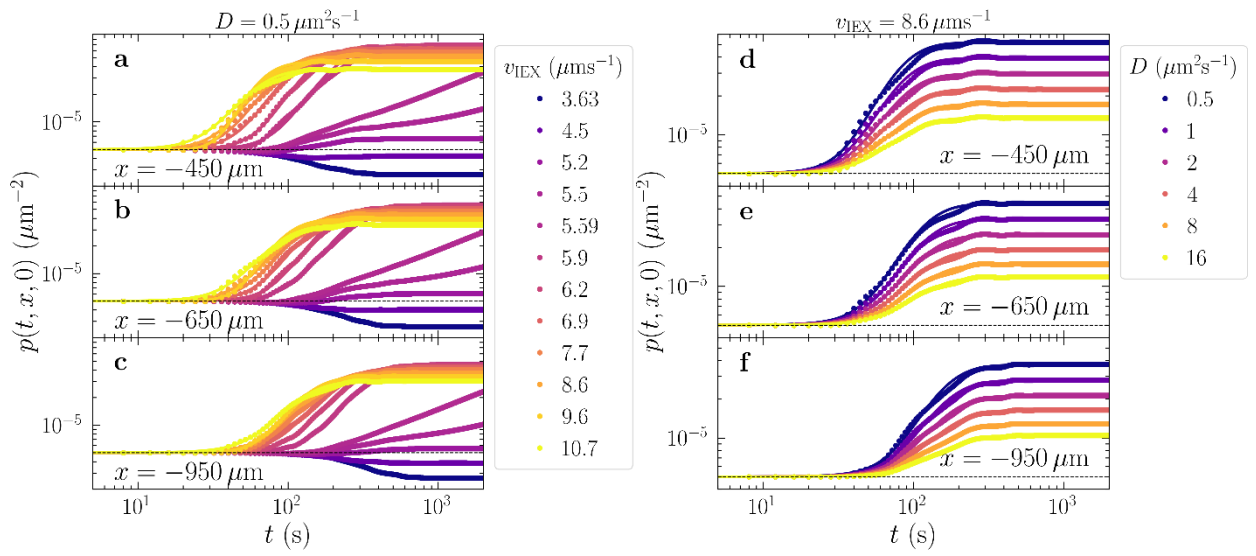 D = 0.5 μm²s⁻¹
a
10⁻⁵
x = −450 μm
b
10⁻⁵
x = −650 μm
c
10⁻⁵
x = −950 μm
p(t, x, 0) (μm⁻²)
10¹ 10² 10³
t (s)
v_IEX (μms⁻¹)
3.63
4.5
5.2
5.5
5.59
5.9
6.2
6.9
7.7
8.6
9.6
10.7
v_IEX = 8.6 μms⁻¹
d
10⁻⁵
x = −450 μm
e
10⁻⁵
x = −650 μm
f
10⁻⁵
x = −950 μm
p(t, x, 0) (μm⁻²)
10¹ 10² 10³
t (s)
D (μm²s⁻¹)
0.5
1
2
4
8
16